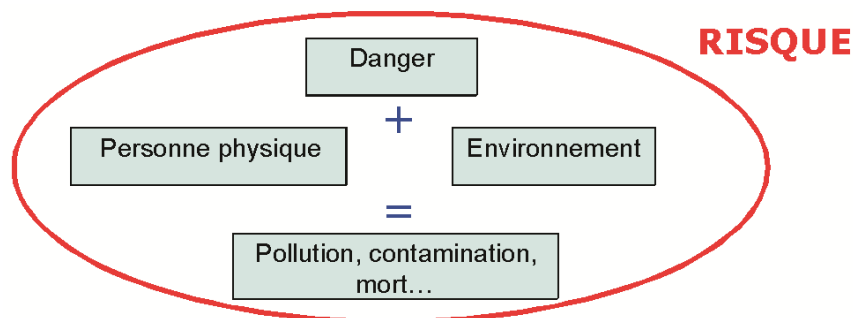 RISQUE
Danger
+
Personne physique
Environnement
=
Pollution, contamination,
mort...